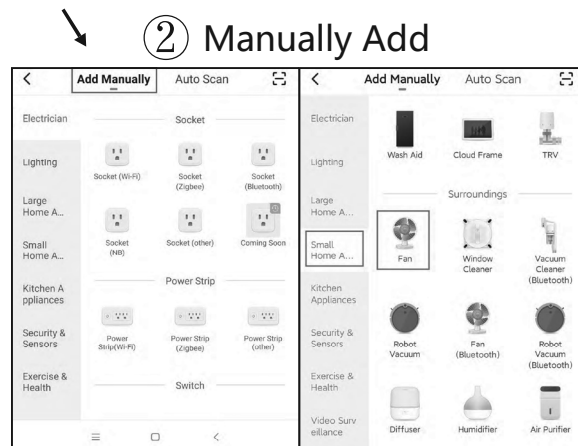 ② Manually Add
Add Manually Auto Scan
Electrician
Lighting
Large
Home A...
Small
Home A...
Kitchen A
ppliances
Security &
Sensors
Exercise &
Health
Socket
Socket (Wi-Fi)
Socket
(Zigbee)
Socket
(Bluetooth)
Socket
(NB)
Socket (other)
Coming Soon
Power Strip
Power
Strip(Wi-Fi)
Power Strip
(Zigbee)
Power Strip
(other)
Switch
Add Manually Auto Scan
Electrician
Lighting
Large
Home A...
Small
Home A...
Kitchen
Appliances
Security &
Sensors
Exercise &
Health
Video Surv
eillance
Wash Aid
Cloud Frame
TRV
Surroundings
Fan
Window
Cleaner
Vacuum
Cleaner
(Bluetooth)
Robot
Vacuum
Fan
(Bluetooth)
Robot
Vacuum
(Bluetooth)
Diffuser
Humidifier
Air Purifier